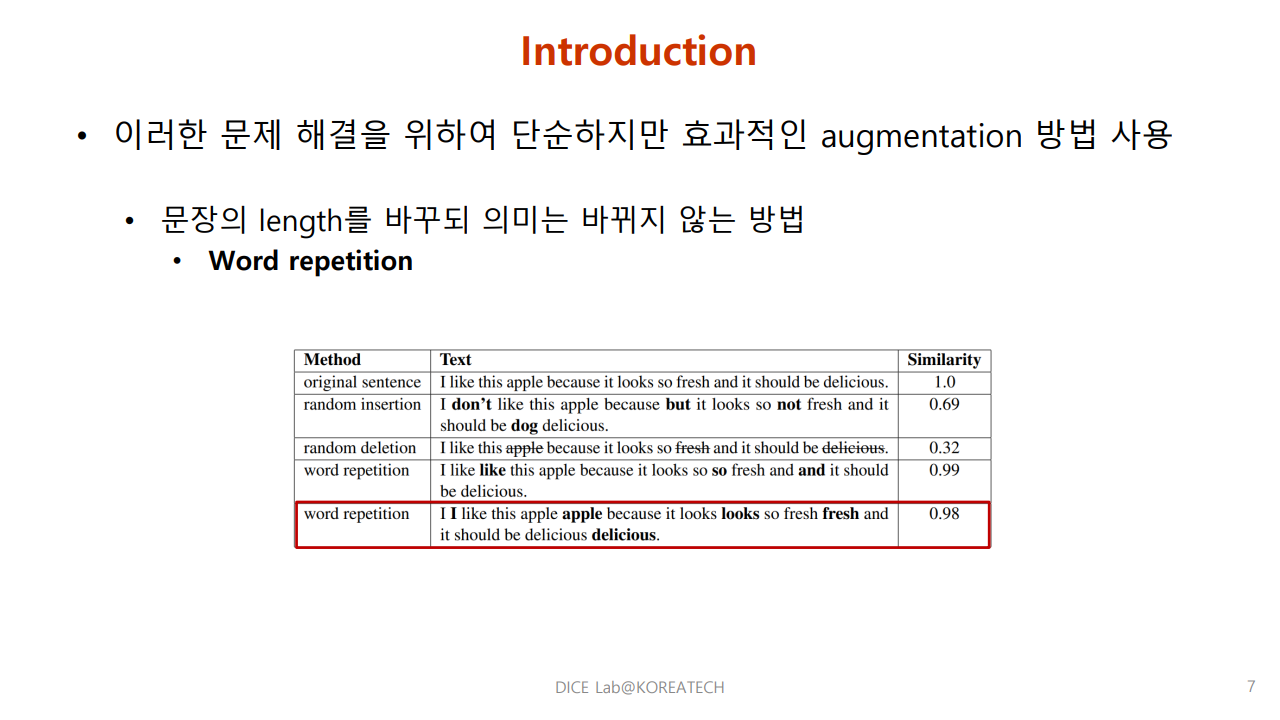 Introduction
• 이러한 문제 해결을 위하여 단순하지만 효과적인 augmentation 방법 사용
• 문장의 length를 바꾸되 의미는 바뀌지 않는 방법
• Word repetition
Method Text Similarity
original sentence I like this apple because it looks so fresh and it should be delicious. 1.0
random insertion I don't like this apple because but it looks so not fresh and it 0.69
should be dog delicious.
random deletion I like this apple because it looks so fresh and it should be delicious. 0.32
word repetition I like like this apple because it looks so so fresh and and it should 0.99
be delicious.
word repetition I I like this apple apple because it looks looks so fresh fresh and 0.98
it should be delicious delicious.
DICE Lab@KOREATECH
7